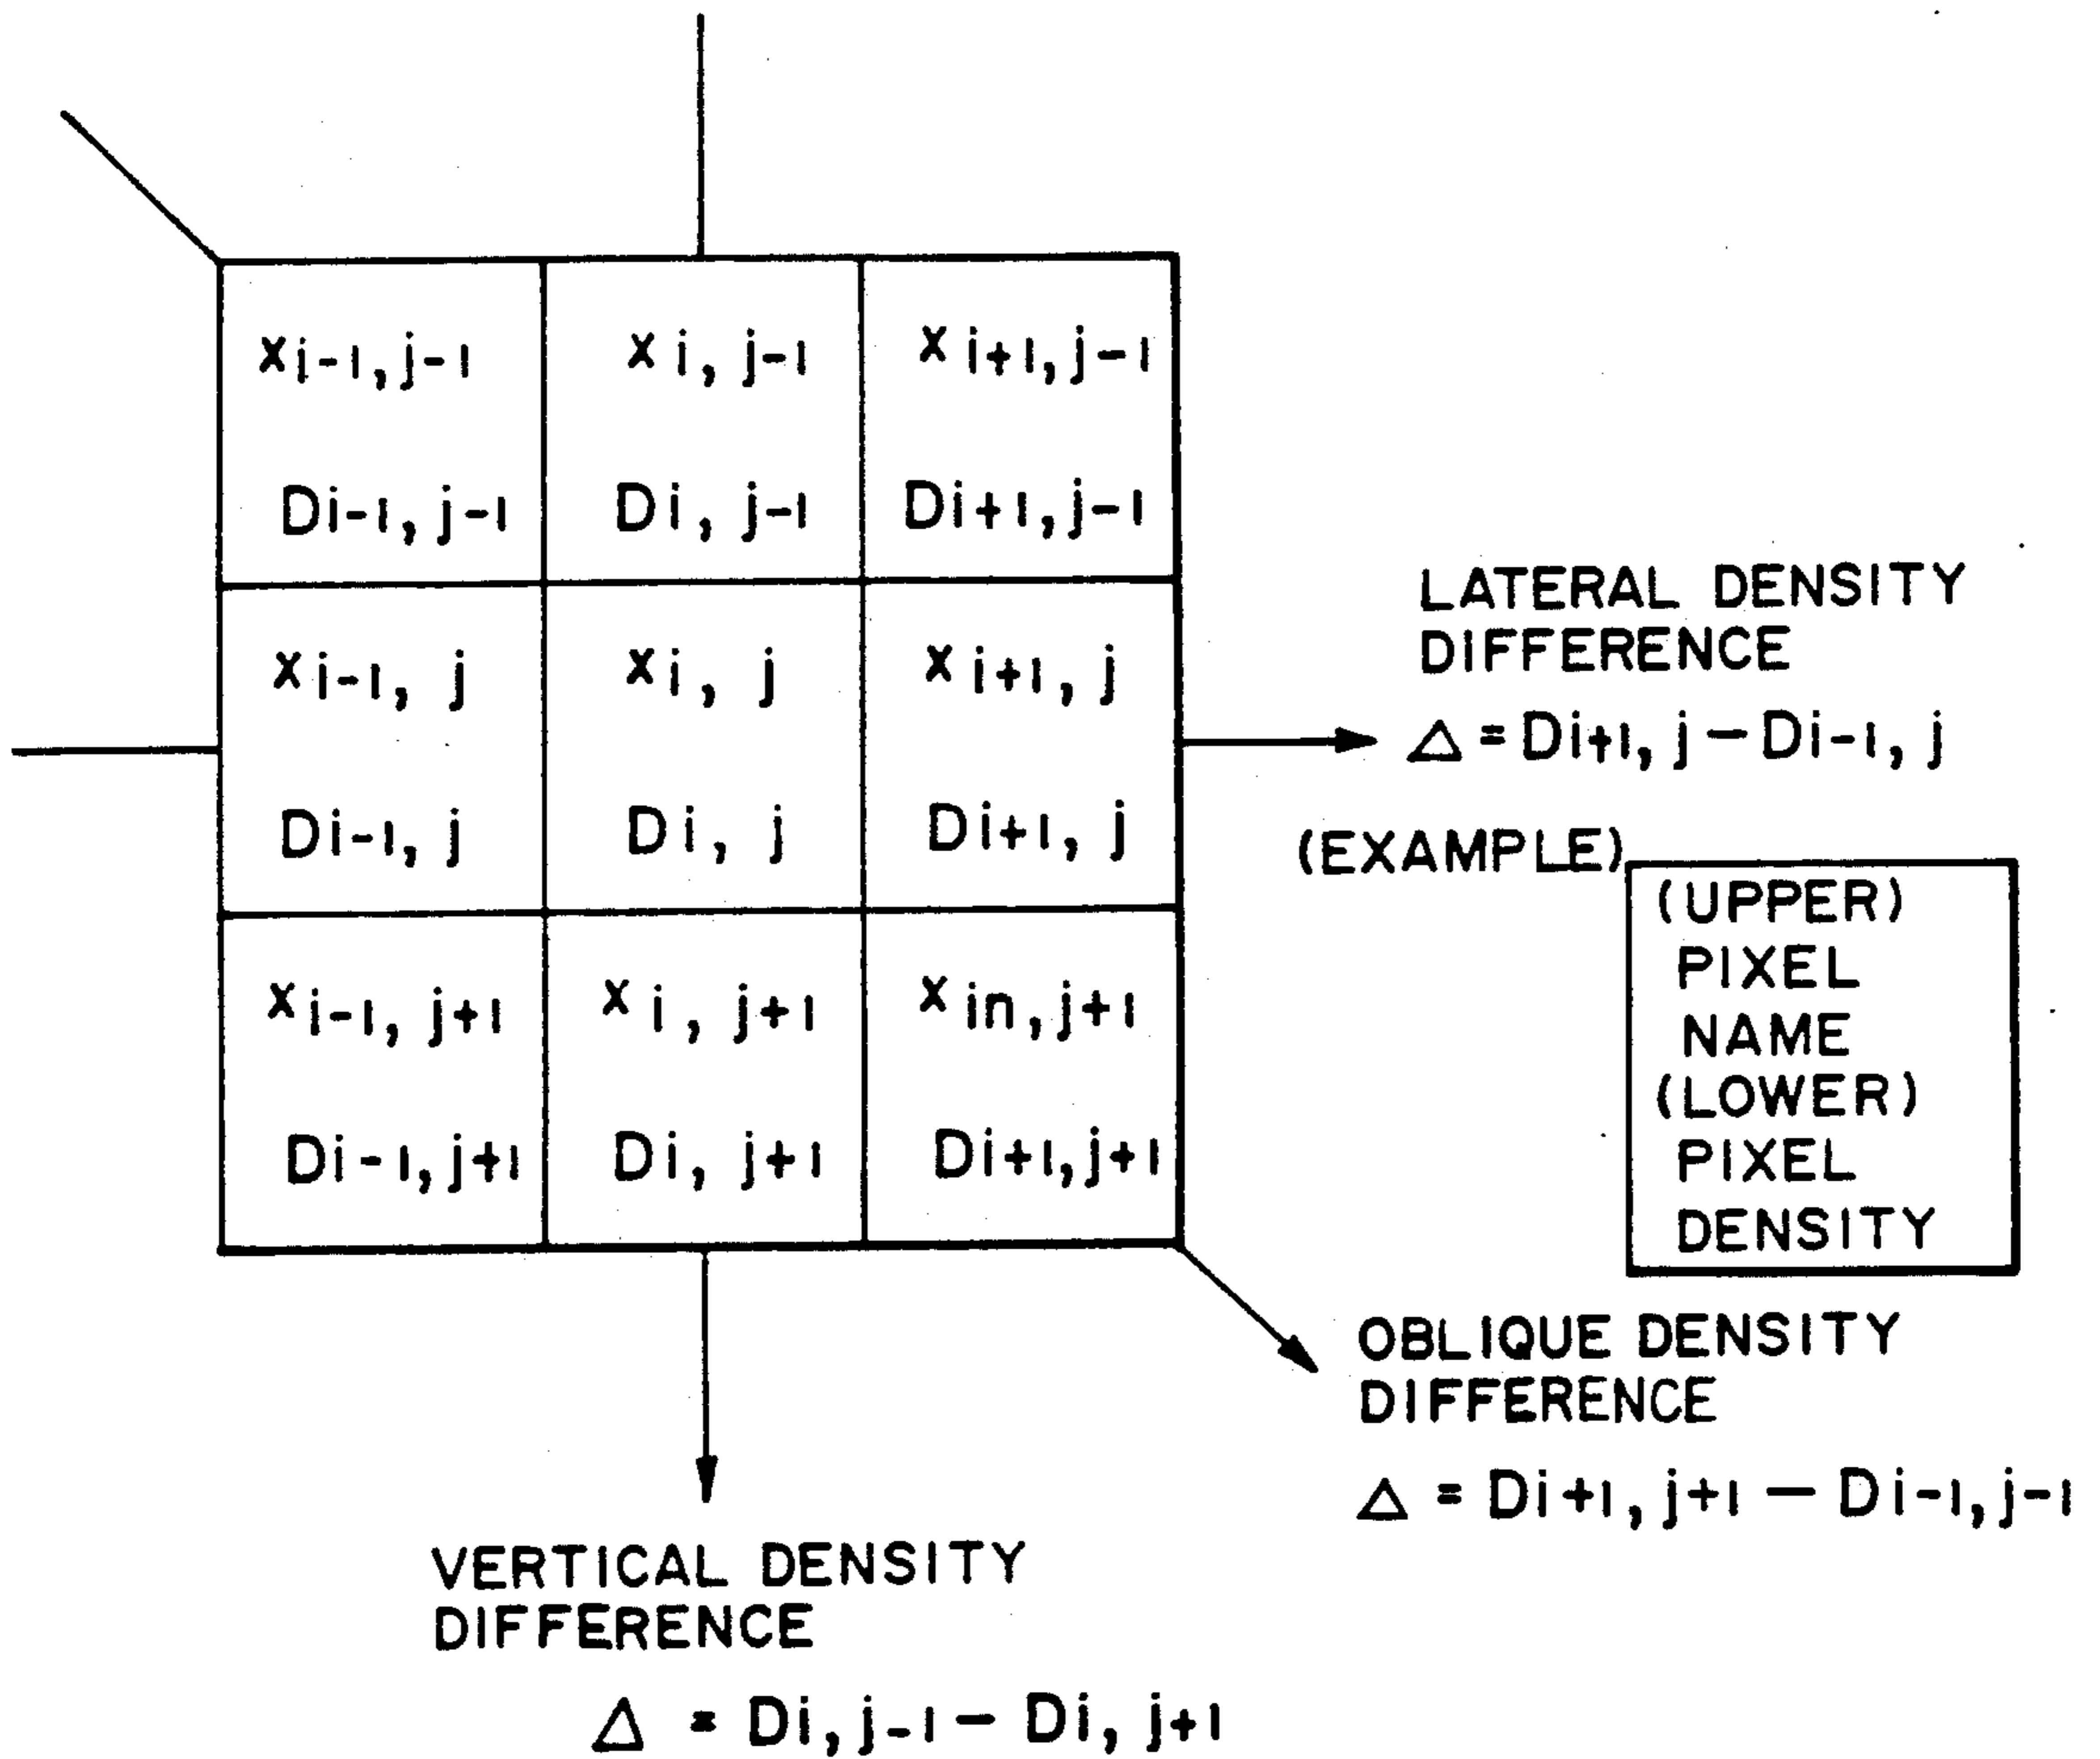 xi-1,j-1
xi, j-1
xi+1,j-1
Di-1, j-1
Di, j-1
Di+1,j-1
xi-1, j
xi, j
xi+1, j
Di-1, j
Di, j
Di+1, j
xi-1, j+1
xi, j+1
xin,j+1
Di-1,j+1
Di, j+1
Di+1,j+1
LATERAL DENSITY
DIFFERENCE
△ = Di+1, j — Di-1, j
(EXAMPLE)
(UPPER)
PIXEL
NAME
(LOWER)
PIXEL
DENSITY
OBLIQUE DENSITY
DIFFERENCE
△ = Di+1, j+1 — Di-1, j-1
VERTICAL DENSITY
DIFFERENCE
△ = Di, j-1 — Di, j+1